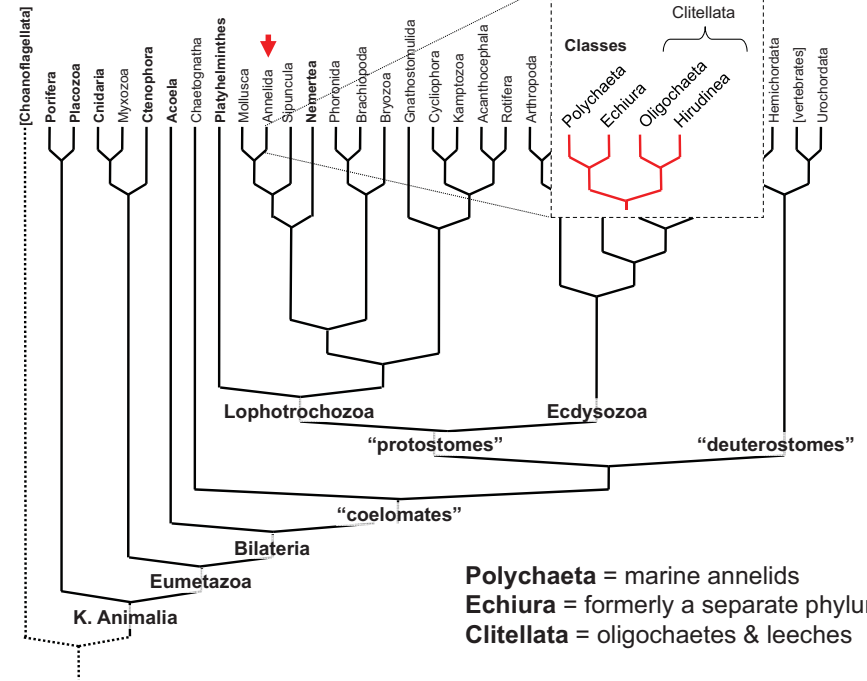 Clitellata
Classes
Polychaeta
Echiura
Oligochaeta
Hirudinea
[Choanoflagellata]
Porifera
Placozoa
Cnidaria
Myxozoa
Ctenophora
Acoela
Chaetognatha
Platyhelminthes
Mollusca
Annelida
Sipuncula
Nemertea
Phoronida
Brachiopoda
Bryozoa
Gnathostomulida
Cycliophora
Kamptozoa
Acanthocephala
Rotifera
Arthropoda
Hemichordata
[vertebrates]
Urochordata
Lophotrochozoa
Ecdysozoa
“protostomes”
“deuterostomes”
“coelomates”
Bilateria
Eumetazoa
K. Animalia
Polychaeta = marine annelids
Echiura = formerly a separate phylu
Clitellata = oligochaetes & leeches